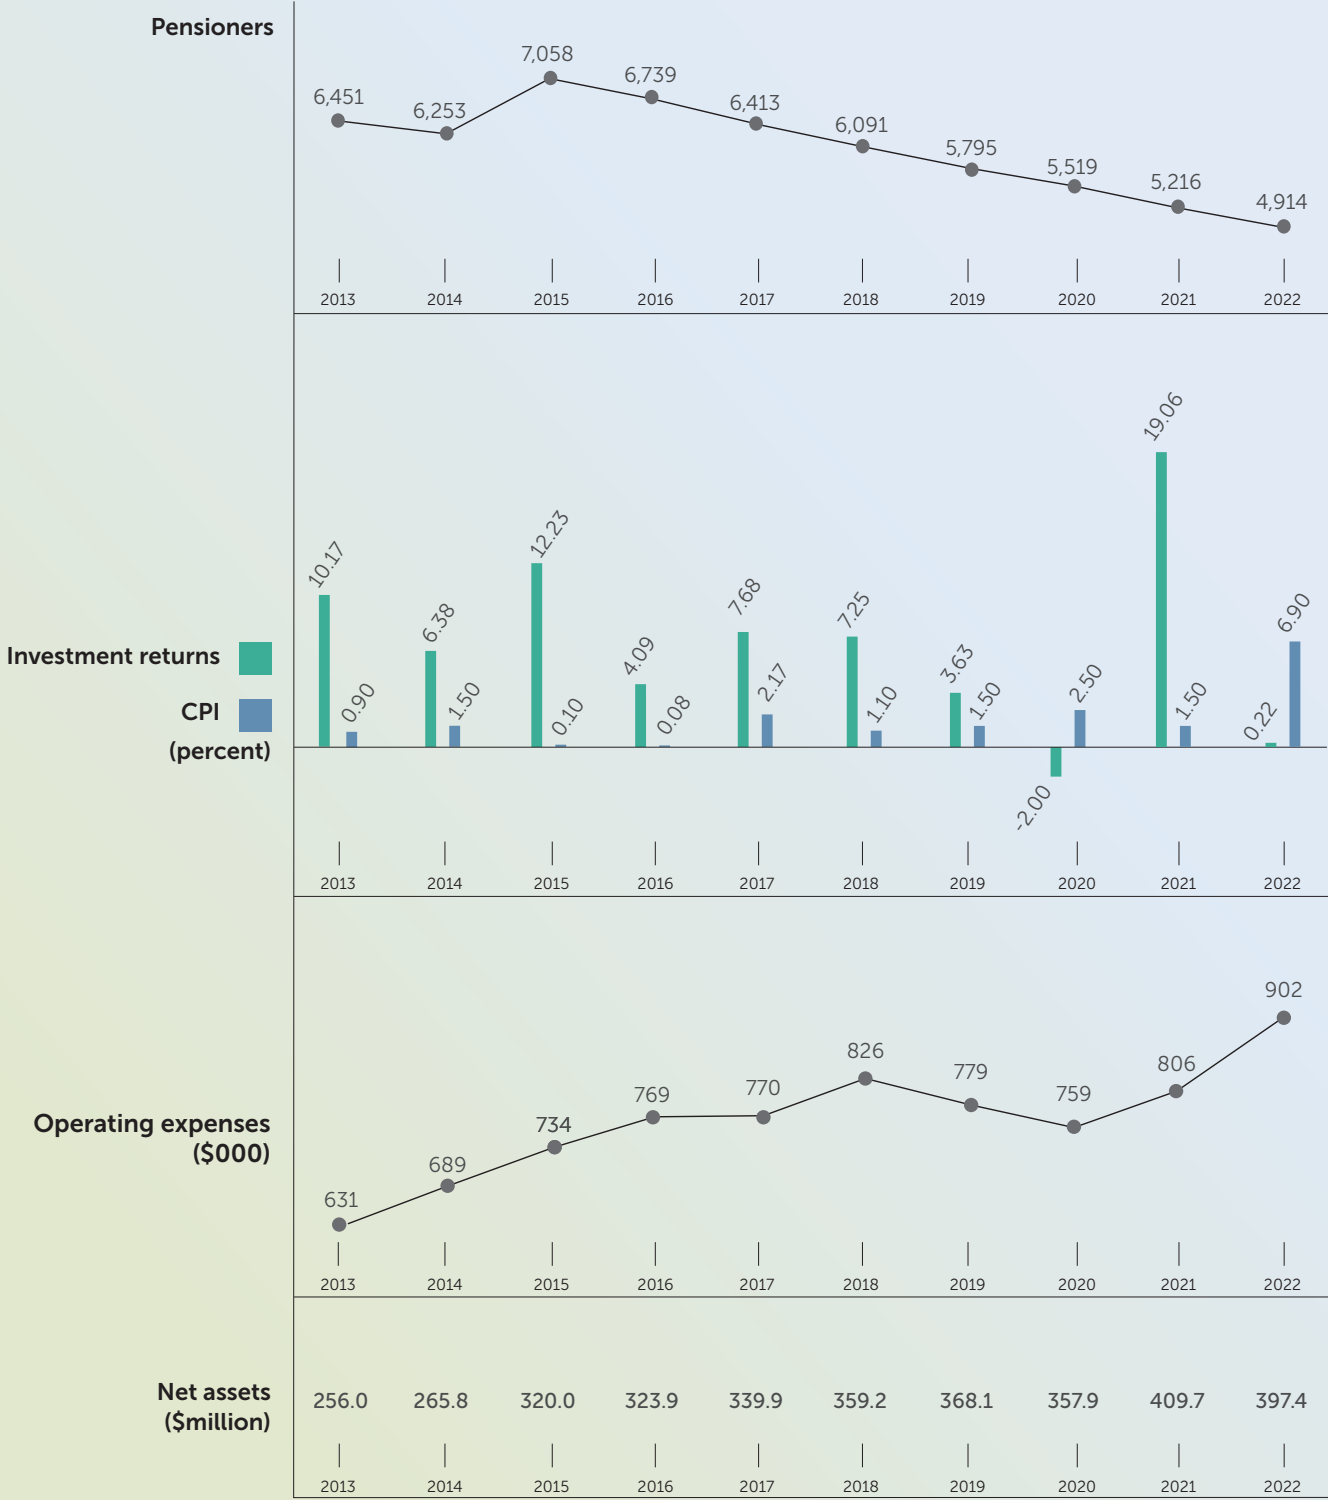 Pensioners
7,058
6,739
6,451
6,253
6,413
6,091
5,795
5,519
5,216
4,914
2013 2014 2015 2016 2017 2018 2019 2020 2021 2022
Investment returns
CPI
(percent)
10.17 0.90 6.38 1.50 12.23 0.10 4.09 0.08 7.68 2.17 7.25 1.10 3.63 1.50 -2.00 2.50 19.06 1.50 0.22 6.90
2013 2014 2015 2016 2017 2018 2019 2020 2021 2022
Operating expenses
($000)
631 689 734 769 770 826 779 759 806 902
2013 2014 2015 2016 2017 2018 2019 2020 2021 2022
Net assets
($million)
256.0 265.8 320.0 323.9 339.9 359.2 368.1 357.9 409.7 397.4
2013 2014 2015 2016 2017 2018 2019 2020 2021 2022